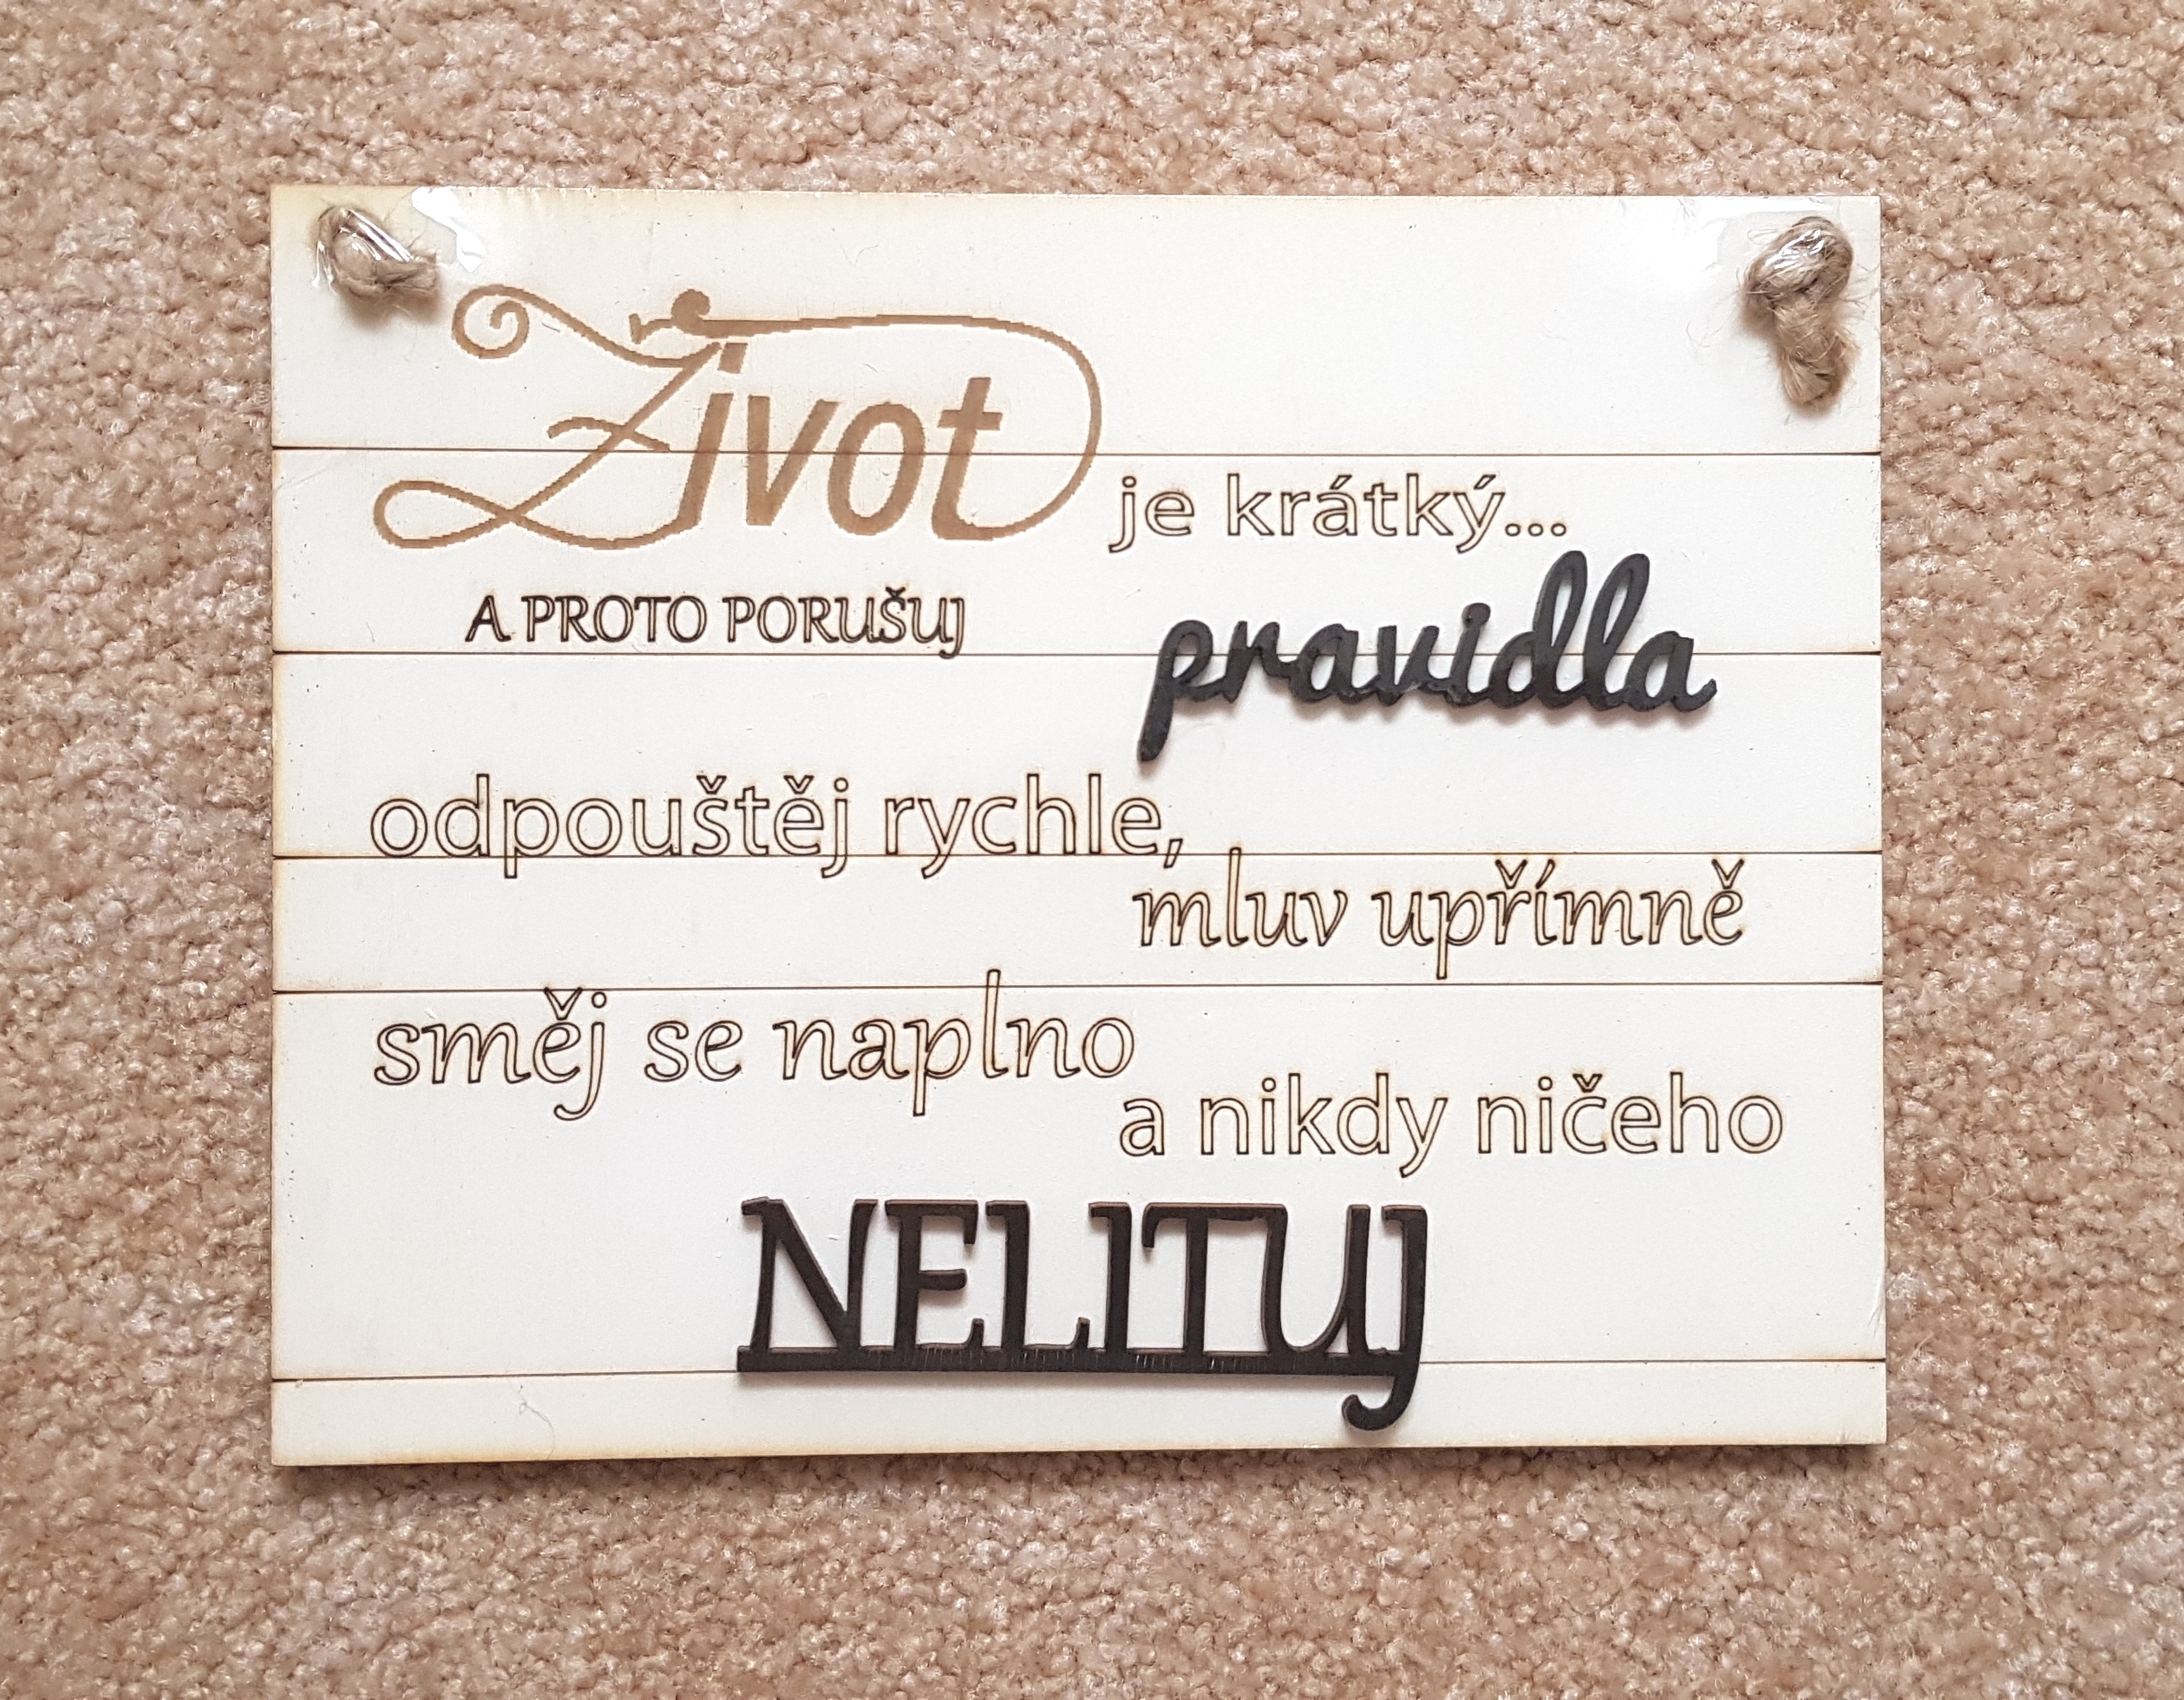 Život
je krátký...
A PROTO PORUŠUJ
pravidla
odpouštěj rychle,
mluv upřímně
směj se naplno
a nikdy ničeho
NELITUJ